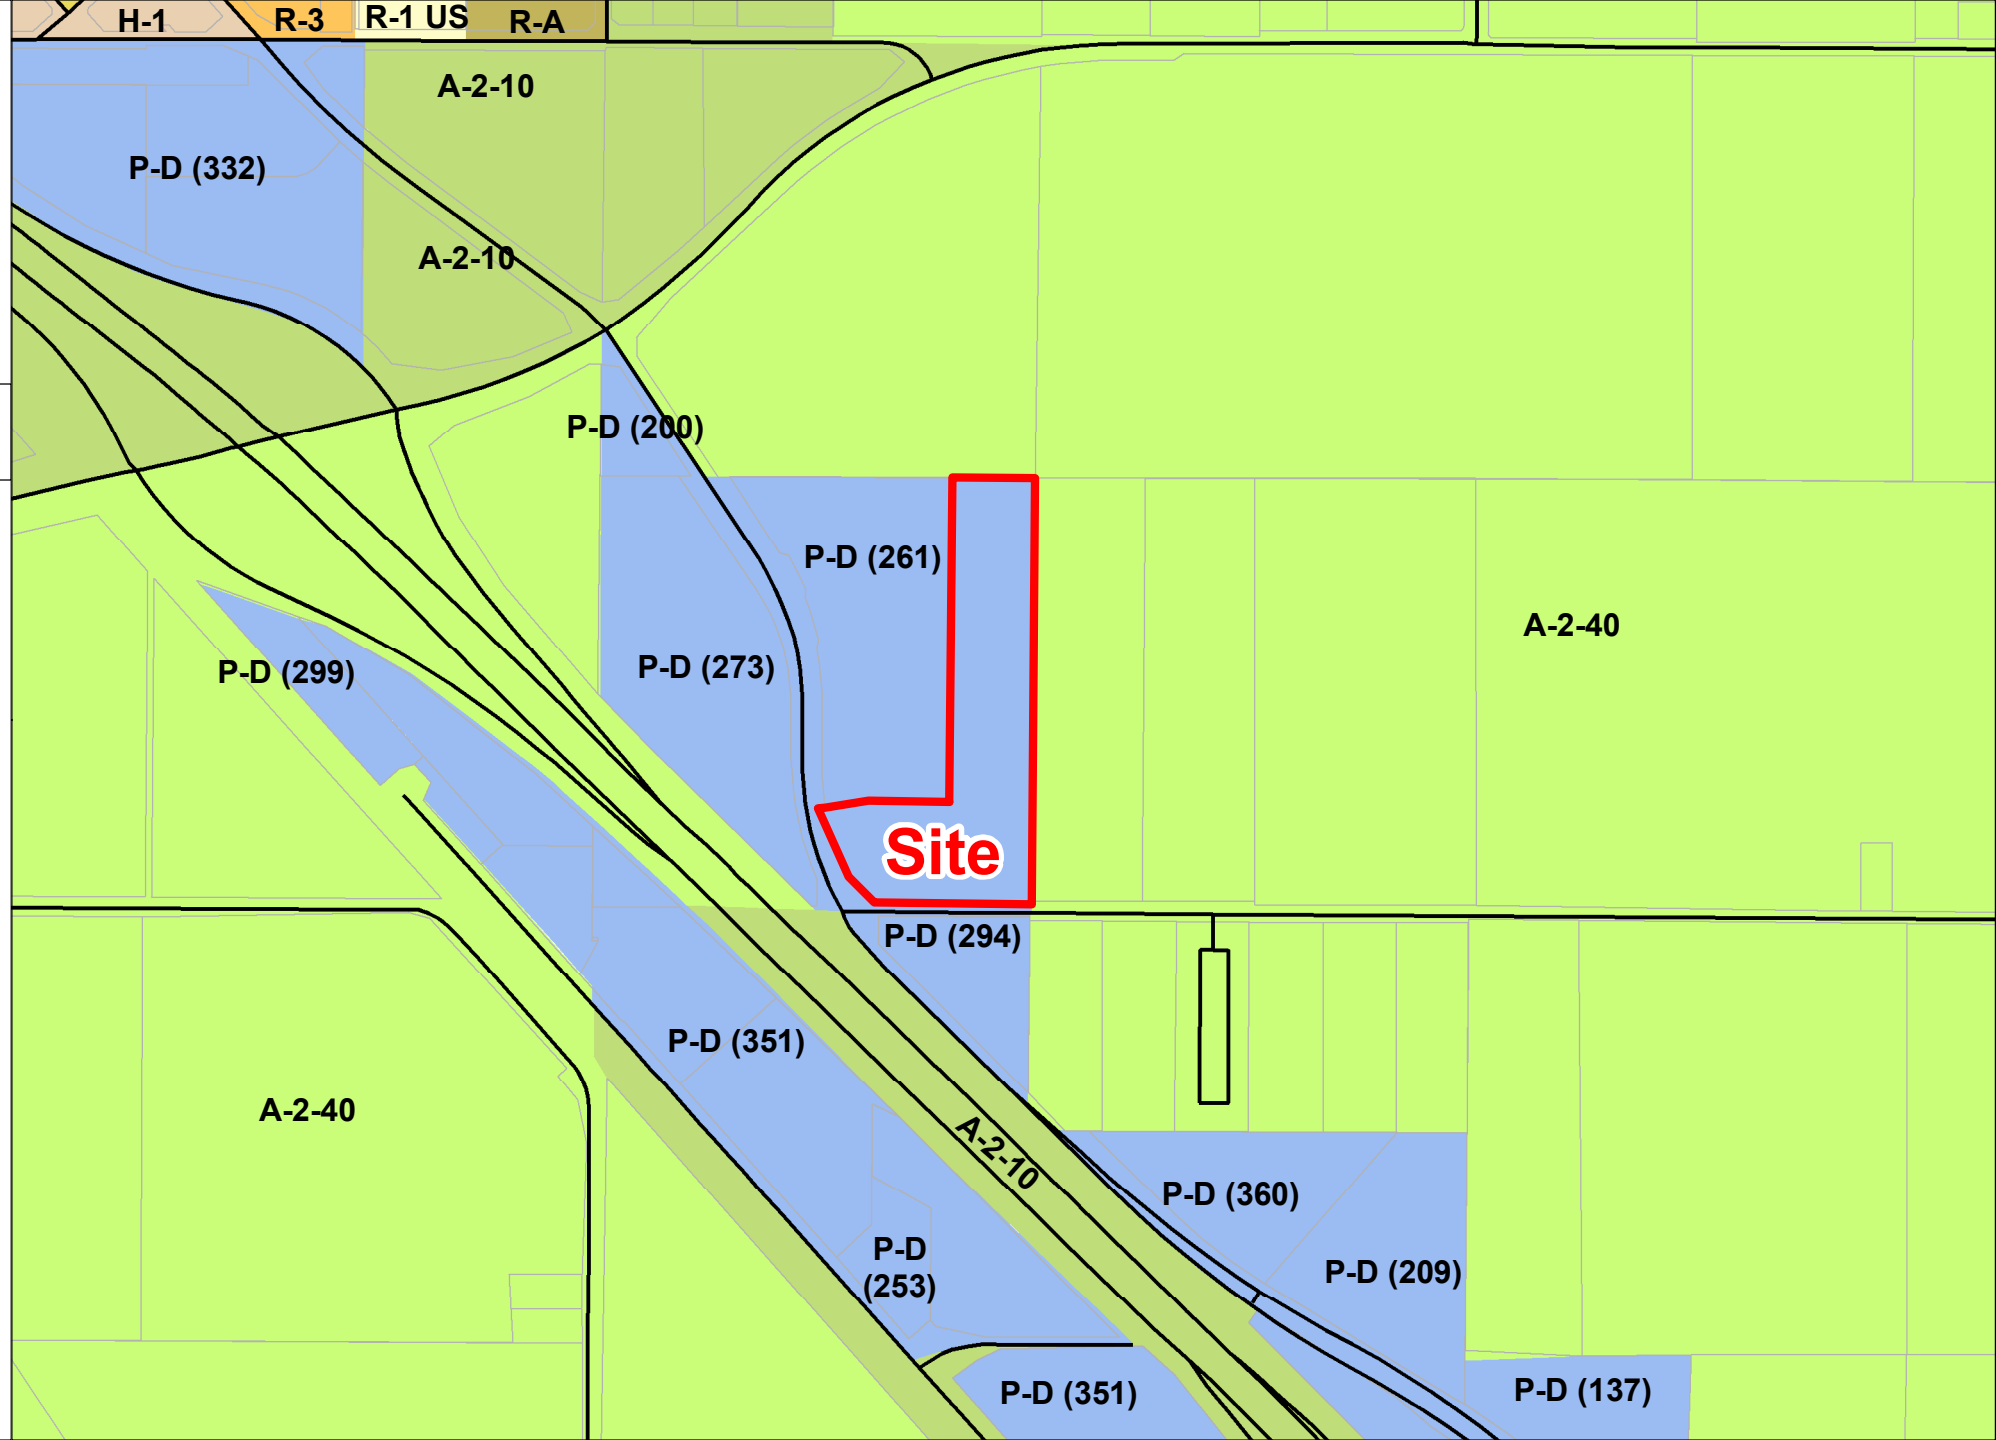 H-1
R-3
R-1 US
R-A
A-2-10
P-D (332)
A-2-10
P-D (200)
P-D (261)
A-2-40
P-D (273)
P-D (299)
Site
P-D (294)
P-D (351)
A-2-40
A-2-10
P-D (360)
P-D
(253)
P-D (209)
P-D (351)
P-D (137)